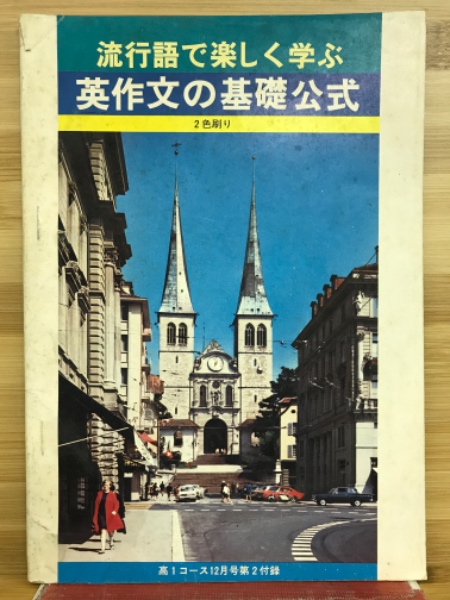 流行語で楽しく学ぶ
英作文の基礎公式
2色刷り
高1コース12月号第2付録